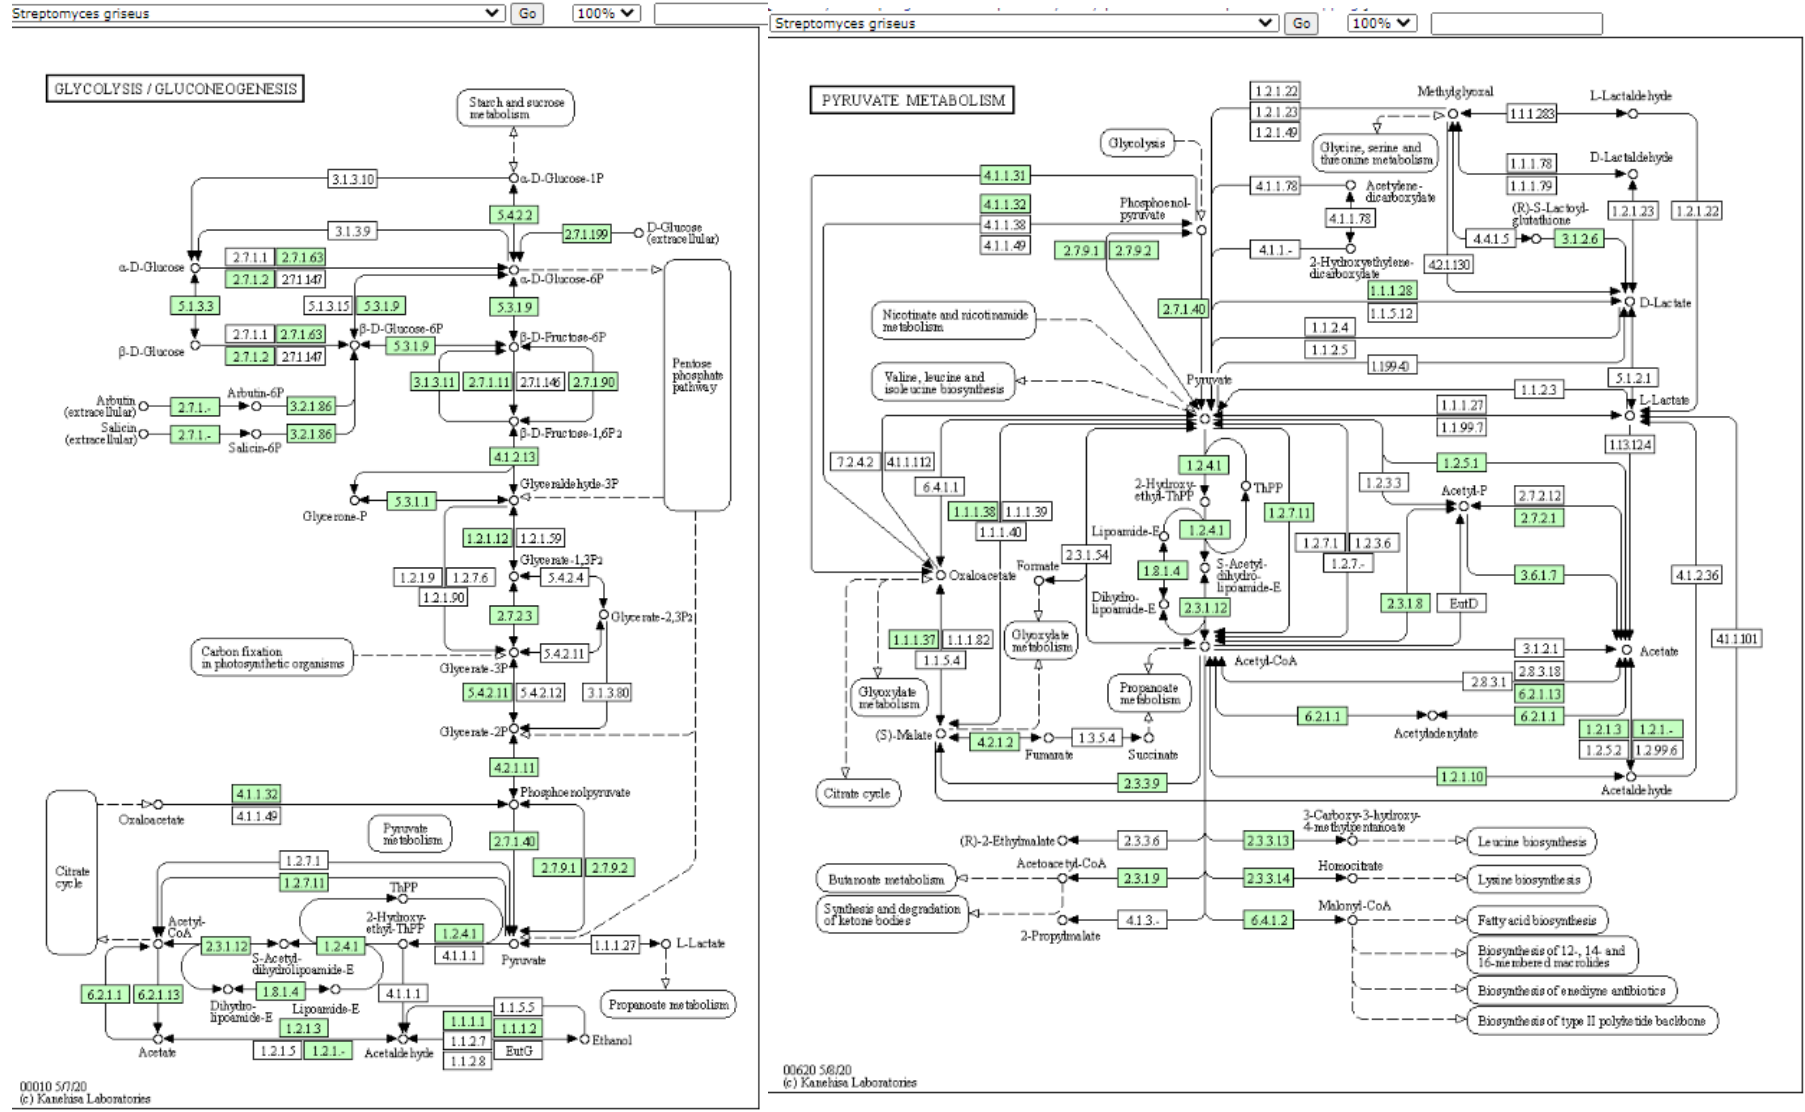 Streptomyces griseus
Go
100%
GLYCOLYSIS / GLUCONEOGENESIS
Starch and sucrose
metabolism
3.1.3.10
α-D-Glucose-1P
5.4.2.2
3.1.3.9
2.7.1.199
D-Glucose
(extracellular)
2.7.1.1
2.7.1.63
α-D-Glucose
2.7.1.2
2.7.1.147
α-D-Glucose-6P
5.1.3.3
5.1.3.15
5.3.1.9
5.3.1.9
2.7.1.1
2.7.1.63
β-D-Glucose-6P
β-D-Fructose-6P
β-D-Glucose
2.7.1.2
2.7.1.147
5.3.1.9
Pentose
phosphate
pathway
3.1.3.11
2.7.1.11
2.7.1.146
2.7.1.90
Arbutin
(extracellular)
2.7.1.-
Arbutin-6P
3.2.1.86
Salicin
(extracellular)
2.7.1.-
Salicin-6P
3.2.1.86
β-D-Fructose-1,6P2
4.1.2.13
Glyceraldehyde-3P
5.3.1.1
Glycerone-P
1.2.1.12
1.2.1.59
Glycerate-1,3P2
1.2.1.9
1.2.7.6
1.2.1.90
5.4.2.4
2.7.2.3
Glycerate-2,3P2
Carbon fixation
in photosynthetic organisms
5.4.2.11
Glycerate-3P
5.4.2.11
5.4.2.12
3.1.3.80
Glycerate-2P
4.2.1.11
4.1.1.32
Phosphoenolpyruvate
Oxaloacetate
4.1.1.49
Pyruvate
metabolism
2.7.1.40
1.2.7.1
2.7.9.1
2.7.9.2
Citrate
cycle
1.2.7.11
ThPP
Acetyl-
CoA
2-Hydroxy-
ethyl-ThPP
1.2.4.1
2.3.1.12
1.2.4.1
4.1.1.1
Pyruvate
1.1.1.27
L-Lactate
S-Acetyl-
dihydrolipoamide-E
6.2.1.1
6.2.1.13
1.8.1.4
4.1.1.1
Dihydro-
lipoamide-E
Lipoamide-E
Propanoate metabolism
1.1.5.5
1.2.1.3
1.1.1.1
1.1.1.2
Acetate
1.2.1.5
1.2.1.-
Acetaldehyde
1.1.2.7
EutG
Ethanol
1.1.2.8
00010 5/7/20
(c) Kanehisa Laboratories
Streptomyces griseus
Go
100%
PYRUVATE METABOLISM
1.2.1.22
1.2.1.23
1.2.1.49
Methylglyoxal
1.1.1.283
L-Lactaldehyde
Glycolysis
Glycine, serine and
threonine metabolism
1.1.1.78
1.1.1.79
D-Lactaldehyde
4.1.1.31
4.1.1.32
4.1.1.38
4.1.1.49
Phosphoenol-
pyruvate
4.1.1.78
Acetylene-
dicarboxylate
4.1.1.78
(R)-S-Lactoyl-
glutathione
1.2.1.23
1.2.1.22
2.7.9.1
2.7.9.2
4.1.1.-
4.4.1.5
3.1.2.6
2-Hydroxyethylene-
dicarboxylate
4.2.1.130
1.1.1.28
1.1.5.12
D-Lactate
2.7.1.40
Nicotinate and nicotinamide
metabolism
1.1.2.4
1.1.2.5
1.1.99.40
Valine, leucine and
isoleucine biosynthesis
Pyruvate
5.1.2.1
1.1.2.3
L-Lactate
1.1.1.27
1.1.99.7
1.13.12.4
7.2.4.2
4.1.1.112
6.4.1.1
1.2.4.1
1.2.5.1
2-Hydroxy-
ethyl-ThPP
ThPP
1.2.3.3
Acetyl-P
2.7.2.12
2.7.2.1
1.1.1.38
1.1.1.39
1.1.1.40
1.2.7.11
Lipoamide-E
1.2.4.1
1.2.7.1
1.2.3.6
1.2.7.-
2.3.1.54
Oxaloacetate
Formate
1.8.1.4
S-Acetyl-
dihydro-
lipoamide-E
3.6.1.7
4.1.2.36
Dihydro-
lipoamide-E
2.3.1.12
2.3.1.8
EutD
1.1.1.37
1.1.1.82
1.1.5.4
Glyoxylate
metabolism
4.1.1.101
Acetyl-CoA
3.1.2.1
Acetate
Glyoxylate
metabolism
Propanoate
metabolism
2.8.3.1
2.8.3.18
6.2.1.13
6.2.1.1
6.2.1.1
Acetyladenylate
(S)-Malate
4.2.1.2
Fumarate
1.3.5.4
Succinate
1.2.1.3
1.2.1.-
1.2.5.2
1.2.99.6
Citrate cycle
2.3.3.9
1.2.1.10
Acetaldehyde
3-Carboxy-3-hydroxy-
4-methylpentanoate
(R)-2-Ethylmalate
2.3.3.6
2.3.3.13
Leucine biosynthesis
Acetoacetyl-CoA
Homocitrate
Butanoate metabolism
2.3.1.9
2.3.3.14
Lysine biosynthesis
Synthesis and degradation
of ketone bodies
Malonyl-CoA
4.1.3.-
6.4.1.2
Fatty acid biosynthesis
2-Propylmalate
Biosynthesis of 12-, 14- and
16-membered macrolides
Biosynthesis of enediyne antibiotics
Biosynthesis of type II polyketide backbone
00620 5/8/20
(c) Kanehisa Laboratories